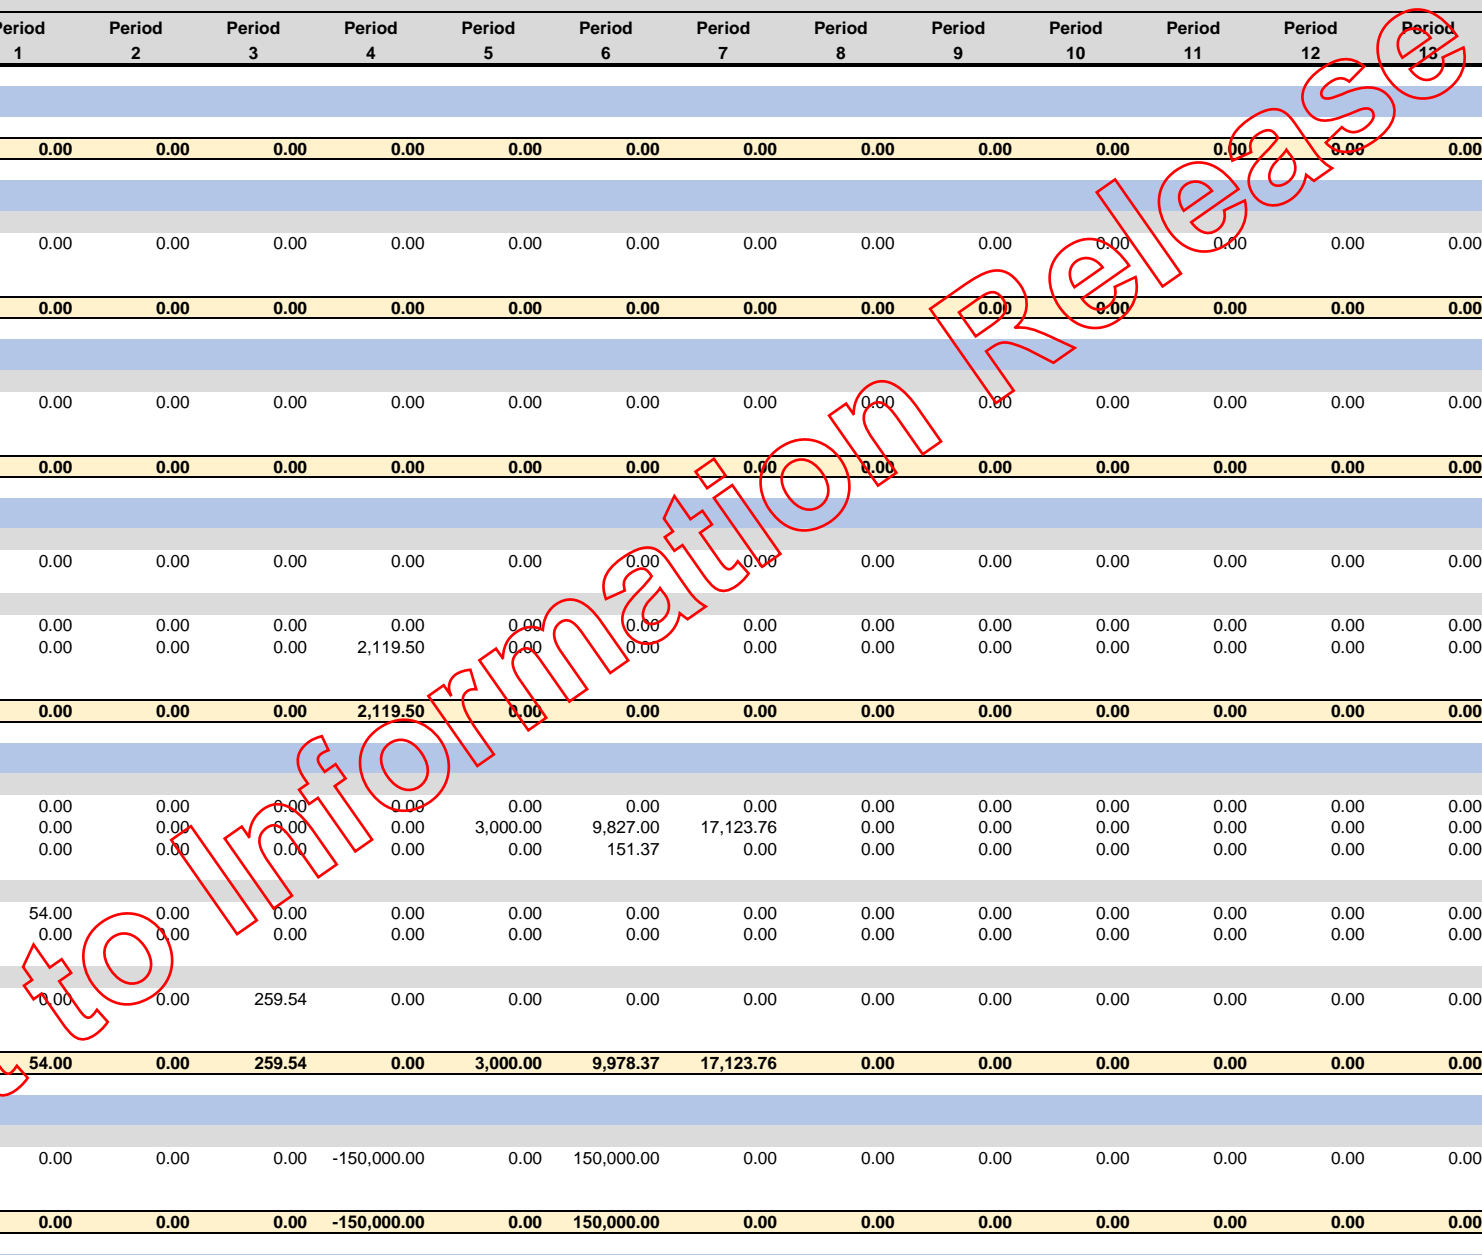 Period Period Period Period Period Period Period Period Period Period Period Period Period
1 2 3 4 5 6 7 8 9 10 11 12 13
0.00 0.00 0.00 0.00 0.00 0.00 0.00 0.00 0.00 0.00 0.00 0.00 0.00
0.00 0.00 0.00 0.00 0.00 0.00 0.00 0.00 0.00 0.00 0.00 0.00 0.00
0.00 0.00 0.00 0.00 0.00 0.00 0.00 0.00 0.00 0.00 0.00 0.00 0.00
0.00 0.00 0.00 0.00 0.00 0.00 0.00 0.00 0.00 0.00 0.00 0.00 0.00
0.00 0.00 0.00 0.00 0.00 0.00 0.00 0.00 0.00 0.00 0.00 0.00 0.00
0.00 0.00 0.00 0.00 0.00 0.00 0.00 0.00 0.00 0.00 0.00 0.00 0.00
0.00 0.00 0.00 0.00 0.00 0.00 0.00 0.00 0.00 0.00 0.00 0.00 0.00
0.00 0.00 0.00 2,119.50 0.00 0.00 0.00 0.00 0.00 0.00 0.00 0.00 0.00
0.00 0.00 0.00 2,119.50 0.00 0.00 0.00 0.00 0.00 0.00 0.00 0.00 0.00
0.00 0.00 0.00 0.00 0.00 0.00 0.00 0.00 0.00 0.00 0.00 0.00 0.00
0.00 0.00 0.00 0.00 3,000.00 9,827.00 17,123.76 0.00 0.00 0.00 0.00 0.00 0.00
0.00 0.00 0.00 0.00 0.00 151.37 0.00 0.00 0.00 0.00 0.00 0.00 0.00
54.00 0.00 0.00 0.00 0.00 0.00 0.00 0.00 0.00 0.00 0.00 0.00 0.00
0.00 0.00 0.00 0.00 0.00 0.00 0.00 0.00 0.00 0.00 0.00 0.00 0.00
0.00 0.00 259.54 0.00 0.00 0.00 0.00 0.00 0.00 0.00 0.00 0.00 0.00
54.00 0.00 259.54 0.00 3,000.00 9,978.37 17,123.76 0.00 0.00 0.00 0.00 0.00 0.00
0.00 0.00 0.00 -150,000.00 0.00 150,000.00 0.00 0.00 0.00 0.00 0.00 0.00 0.00
0.00 0.00 0.00 -150,000.00 0.00 150,000.00 0.00 0.00 0.00 0.00 0.00 0.00 0.00
to Information Release